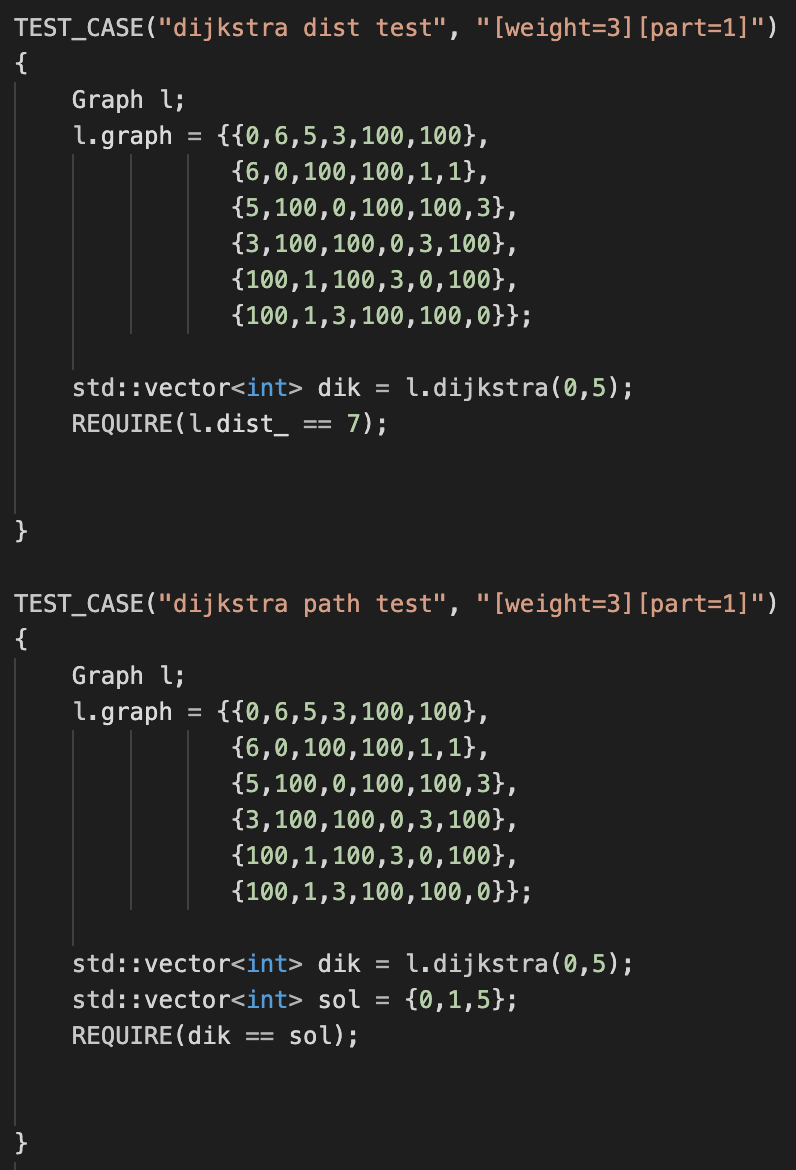 TEST_CASE("dijkstra dist test", "[weight=3][part=1]")
{
    Graph l;
    l.graph = {{0,6,5,3,100,100},
               {6,0,100,100,1,1},
               {5,100,0,100,100,3},
               {3,100,100,0,3,100},
               {100,1,100,3,0,100},
               {100,1,3,100,100,0}};
    std::vector<int> dik = l.dijkstra(0,5);
    REQUIRE(l.dist_ == 7);
}
TEST_CASE("dijkstra path test", "[weight=3][part=1]")
{
    Graph l;
    l.graph = {{0,6,5,3,100,100},
               {6,0,100,100,1,1},
               {5,100,0,100,100,3},
               {3,100,100,0,3,100},
               {100,1,100,3,0,100},
               {100,1,3,100,100,0}};
    std::vector<int> dik = l.dijkstra(0,5);
    std::vector<int> sol = {0,1,5};
    REQUIRE(dik == sol);
}